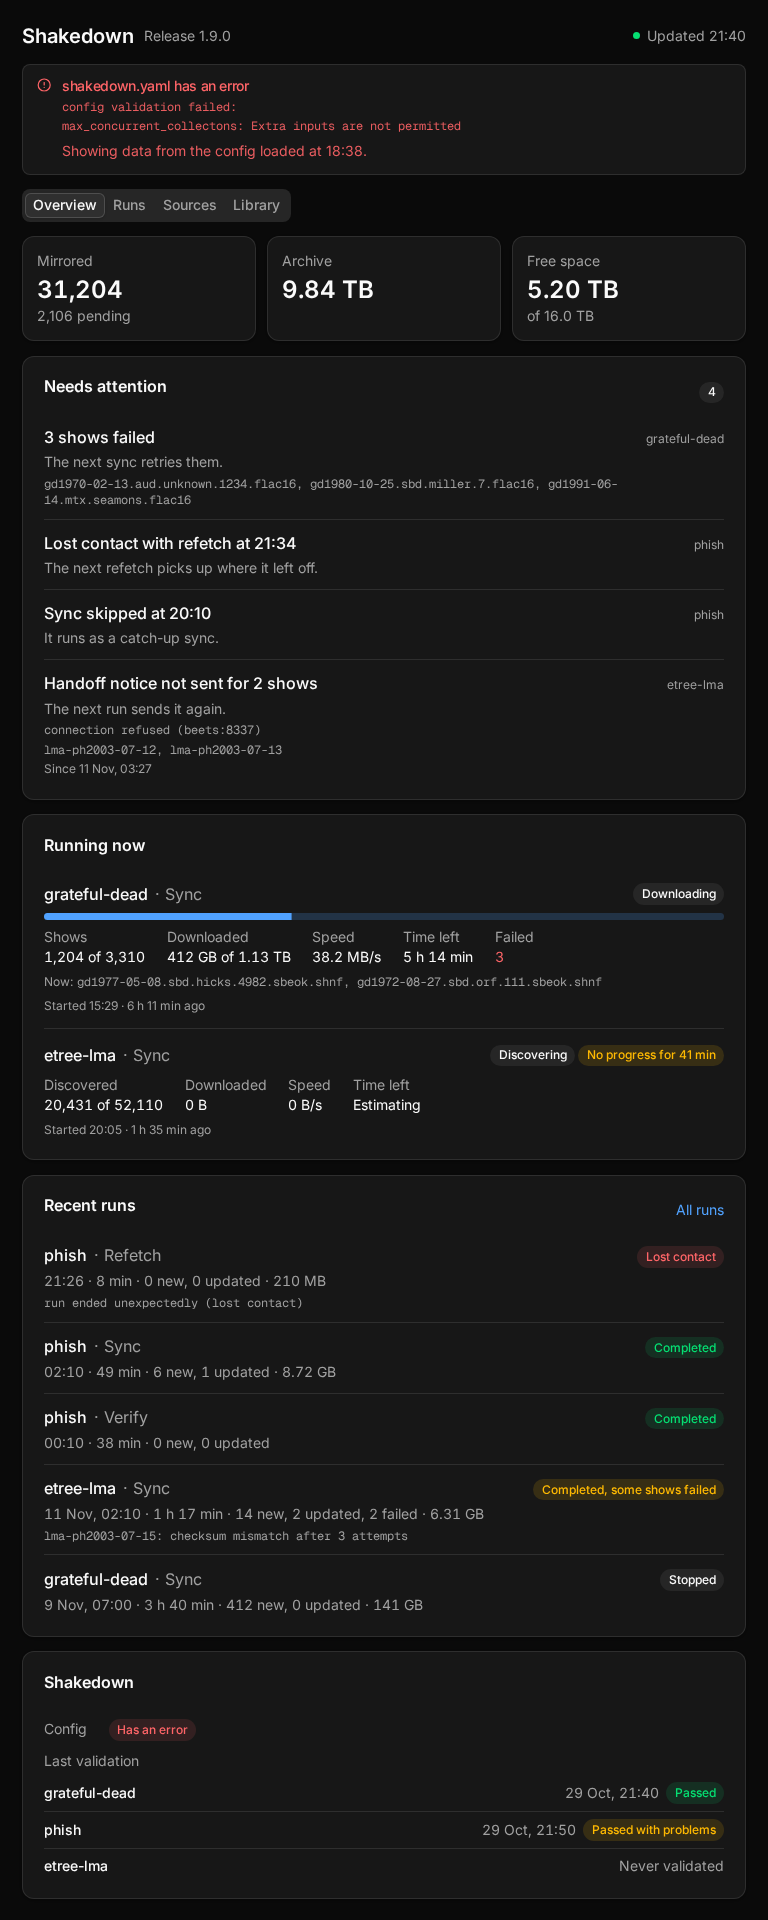 Shakedown Release 1.9.0
Updated 21:40
shakedown.yaml has an error
config validation failed:
max_concurrent_collectons: Extra inputs are not permitted
Showing data from the config loaded at 18:38.
Overview Runs Sources Library
Mirrored
31,204
2,106 pending
Archive
9.84 TB
Free space
5.20 TB
of 16.0 TB
Needs attention
4
3 shows failed
grateful-dead
The next sync retries them.
gd1970-02-13.aud.unknown.1234.flac16, gd1980-10-25.sbd.miller.7.flac16, gd1991-06-
14.mtx.seamons.flac16
Lost contact with refetch at 21:34
phish
The next refetch picks up where it left off.
Sync skipped at 20:10
phish
It runs as a catch-up sync.
Handoff notice not sent for 2 shows
etree-lma
The next run sends it again.
connection refused (beets:8337)
lma-ph2003-07-12, lma-ph2003-07-13
Since 11 Nov, 03:27
Running now
grateful-dead · Sync
Downloading
Shows Downloaded Speed Time left Failed
1,204 of 3,310 412 GB of 1.13 TB 38.2 MB/s 5 h 14 min 3
Now: gd1977-05-08.sbd.hicks.4982.sbeok.shnf, gd1972-08-27.sbd.orf.111.sbeok.shnf
Started 15:29 · 6 h 11 min ago
etree-lma · Sync
Discovering No progress for 41 min
Discovered Downloaded Speed Time left
20,431 of 52,110 0 B 0 B/s Estimating
Started 20:05 · 1 h 35 min ago
Recent runs
All runs
phish · Refetch
Lost contact
21:26 · 8 min · 0 new, 0 updated · 210 MB
run ended unexpectedly (lost contact)
phish · Sync
Completed
02:10 · 49 min · 6 new, 1 updated · 8.72 GB
phish · Verify
Completed
00:10 · 38 min · 0 new, 0 updated
etree-lma · Sync
Completed, some shows failed
11 Nov, 02:10 · 1 h 17 min · 14 new, 2 updated, 2 failed · 6.31 GB
lma-ph2003-07-15: checksum mismatch after 3 attempts
grateful-dead · Sync
Stopped
9 Nov, 07:00 · 3 h 40 min · 412 new, 0 updated · 141 GB
Shakedown
Config Has an error
Last validation
grateful-dead 29 Oct, 21:40 Passed
phish 29 Oct, 21:50 Passed with problems
etree-lma Never validated